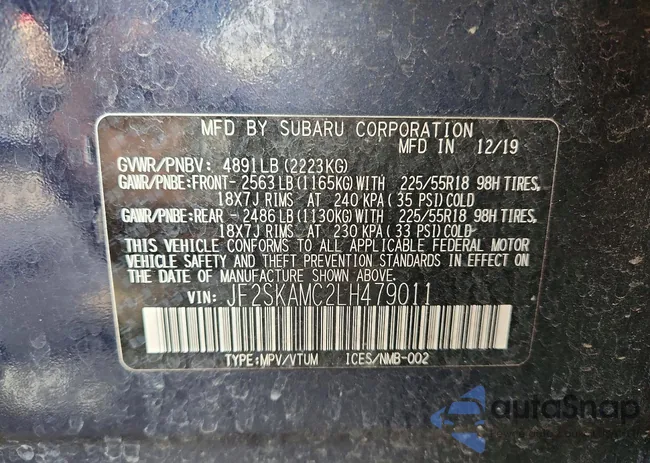 MFD BY SUBARU CORPORATION
MFD IN 12/19
GVWR/PNBV: 4891LB (2223KG)
GAWR/PNBE: FRONT- 2563LB (1165KG) WITH 225/55R18 98H TIRES,
18X7J RIMS AT 240 KPA (35 PSI) COLD
GAWR/PNBE: REAR - 2486LB (1130KG) WITH 225/55R18 98H TIRES,
18X7J RIMS AT 230 KPA (33 PSI) COLD
THIS VEHICLE CONFORMS TO ALL APPLICABLE FEDERAL MOTOR
VEHICLE SAFETY AND THEFT PREVENTION STANDARDS
IN EFFECT ON THE DATE OF MANUFACTURE SHOWN ABOVE.
VIN: JF2SKAMC2LH479011
TYPE:MPV/VTUM ICES/NMB-002
autoSnap